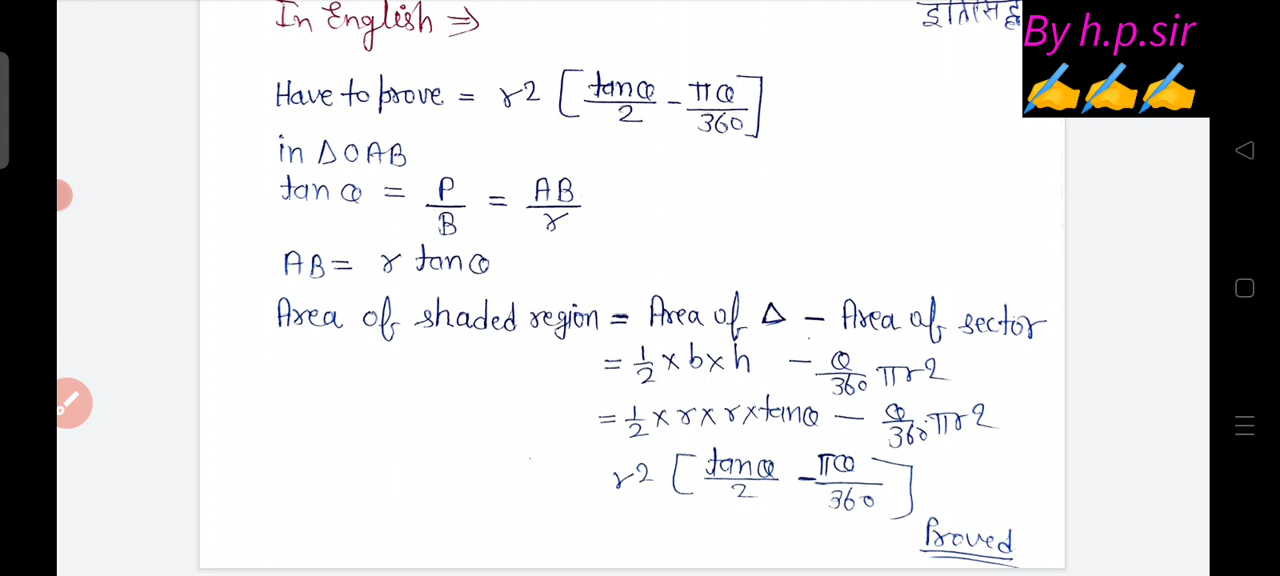 In English ⇒
इतिसिद्ध
By h.p.sir
✍✍✍
Have to prove = r2 [tanθ/2 - πθ/360]
in △OAB
tan θ = P/B = AB/r
AB = r tanθ
Area of shaded region = Area of △ - Area of sector
= 1/2 × b × h - θ/360 πr2
= 1/2 × r × r × tanθ - θ/360 πr2
r2 [tanθ/2 - πθ/360]
Proved